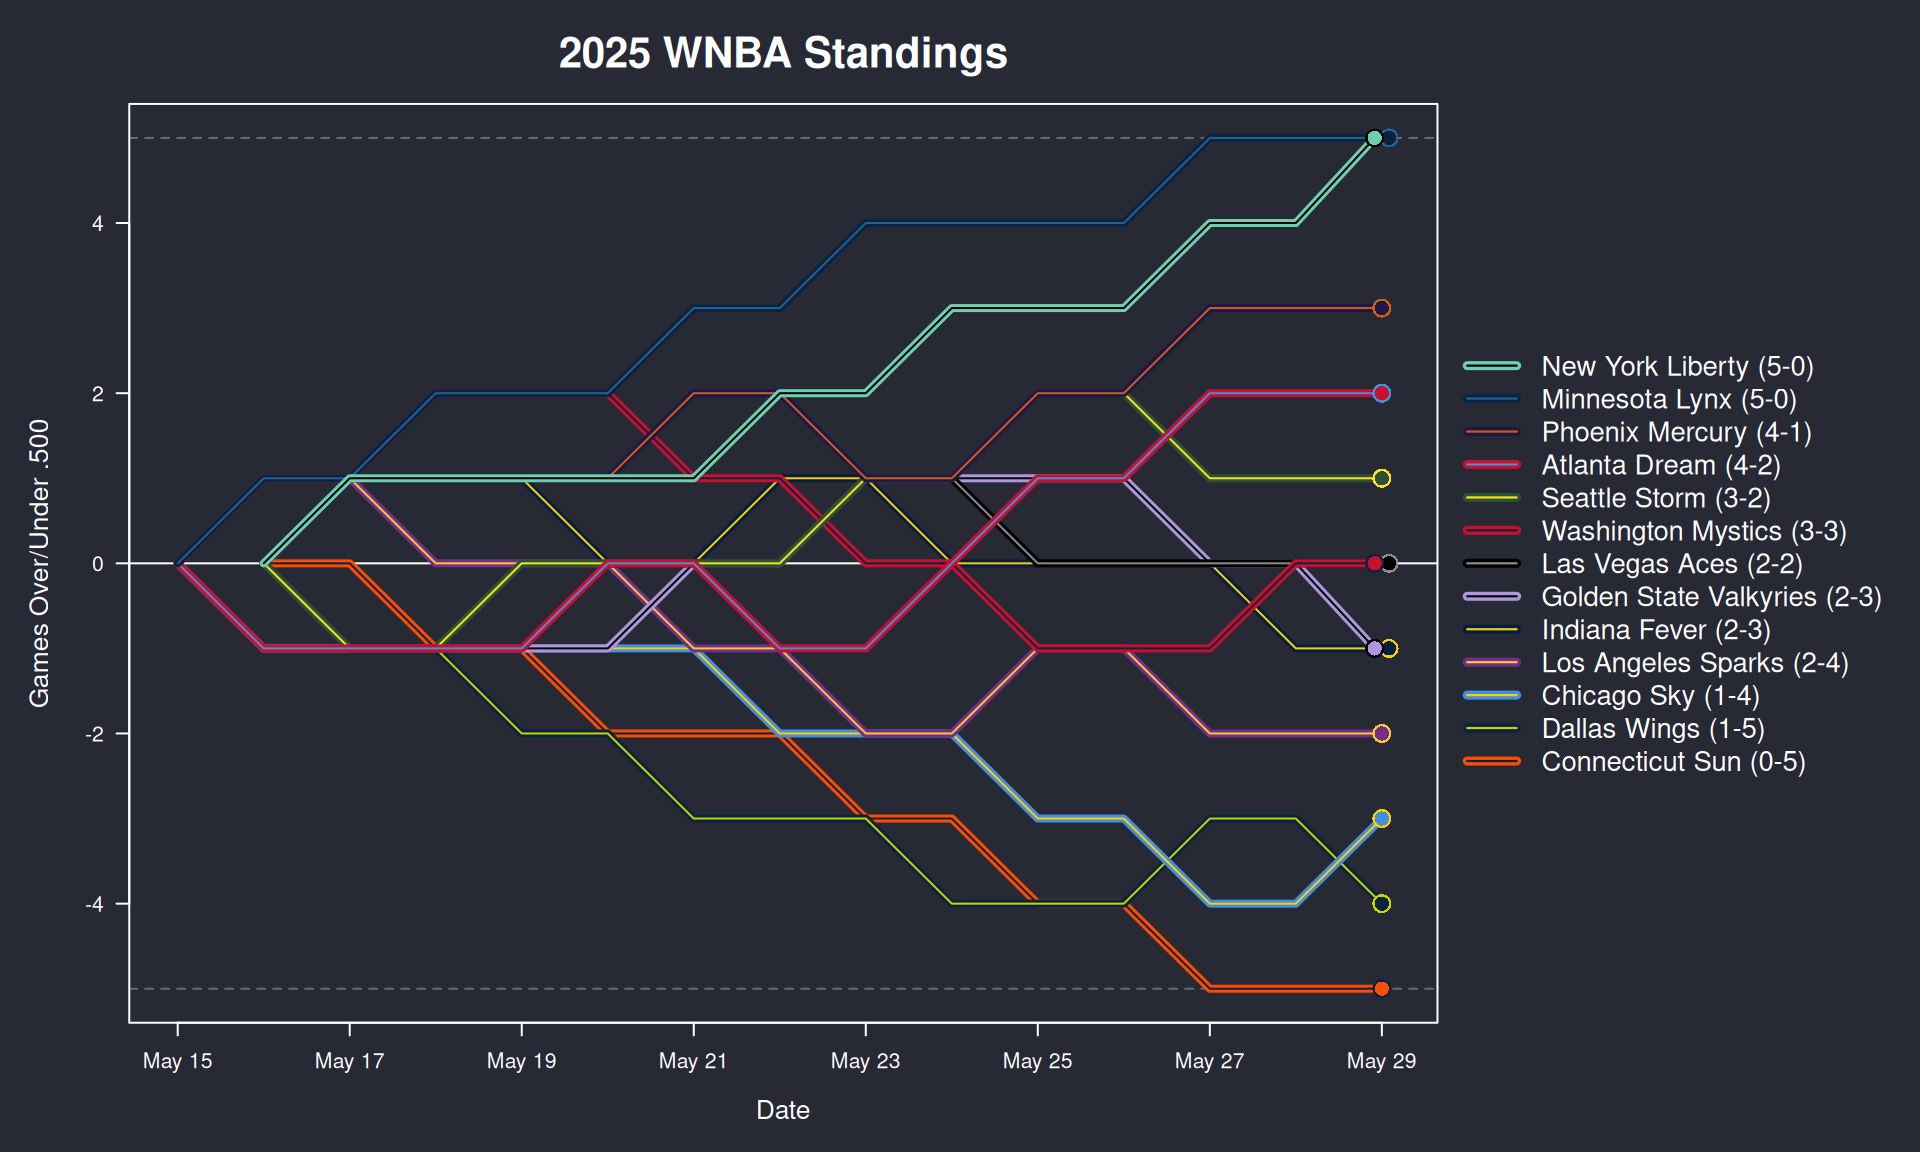 2025 WNBA Standings
Games Over/Under .500
4
2
0
-2
-4
May 15
May 17
May 19
May 21
May 23
May 25
May 27
May 29
Date
New York Liberty (5-0)
Minnesota Lynx (5-0)
Phoenix Mercury (4-1)
Atlanta Dream (4-2)
Seattle Storm (3-2)
Washington Mystics (3-3)
Las Vegas Aces (2-2)
Golden State Valkyries (2-3)
Indiana Fever (2-3)
Los Angeles Sparks (2-4)
Chicago Sky (1-4)
Dallas Wings (1-5)
Connecticut Sun (0-5)